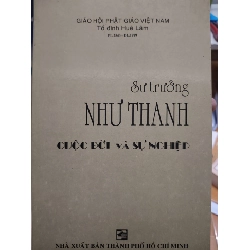 GIÁO HỘI PHẬT GIÁO VIỆT NAM
Tổ đình Huê Lâm
Sư trưởng
NHƯ THANH
CUỘC ĐỜI VÀ SỰ NGHIỆP
NHÀ XUẤT BẢN THÀNH PHỐ HỒ CHÍ MINH